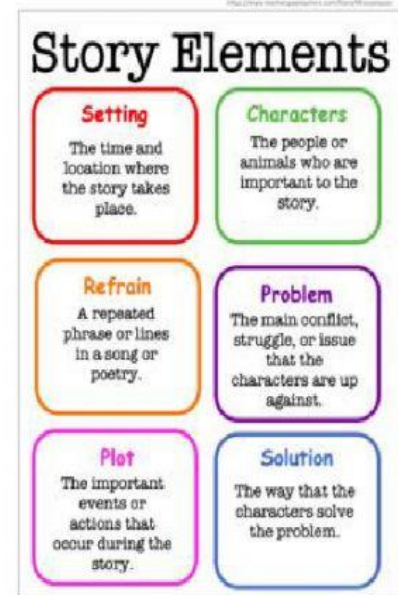 Story Elements
Setting
The time and
location where
the story takes
place.
Characters
The people or
animals who are
important to the
story.
Refrain
A repeated
phrase or lines
in a song or
poetry.
Problem
The main conflict,
struggle, or issue
that the
characters are up
against.
Plot
The important
events or
actions that
occur during the
story.
Solution
The way that the
characters solve
the problem.